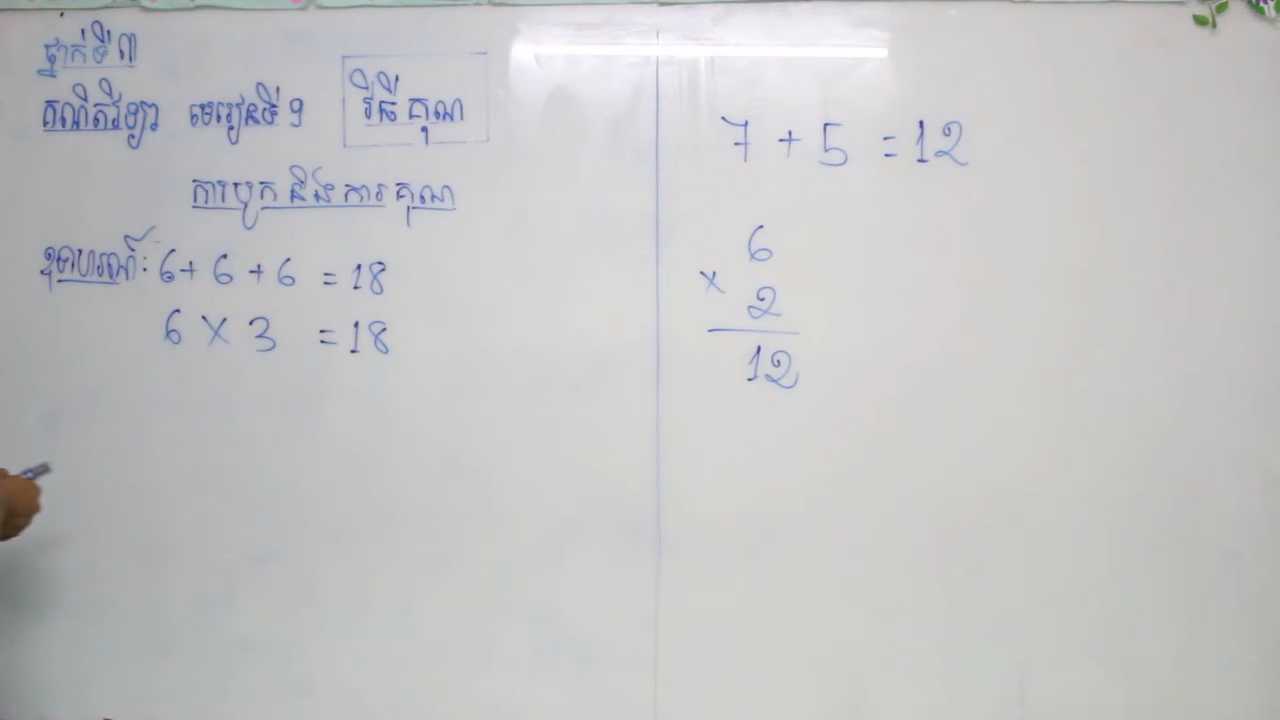 ថ្នាក់ទី ៣
គណិតវិទ្យា មេរៀនទី ១ វិធីគុណ
ការបូក និង ការគុណ
ឧទាហរណ៍: 6 + 6 + 6 = 18
6 × 3 = 18
7 + 5 = 12
6
× 2
12